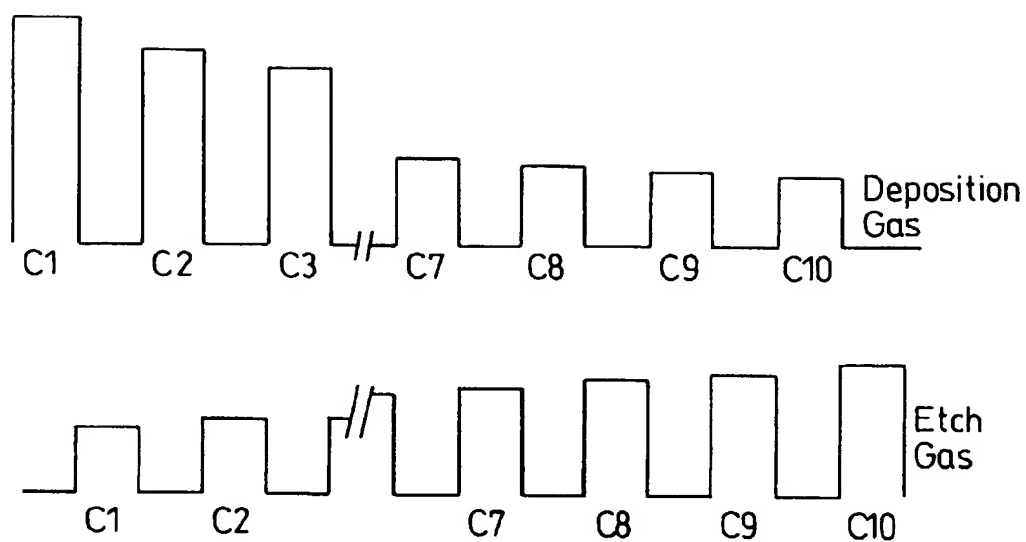 Deposition
Gas
C1 C2 C3 C7 C8 C9 C10
Etch
Gas
C1 C2 C7 C8 C9 C10